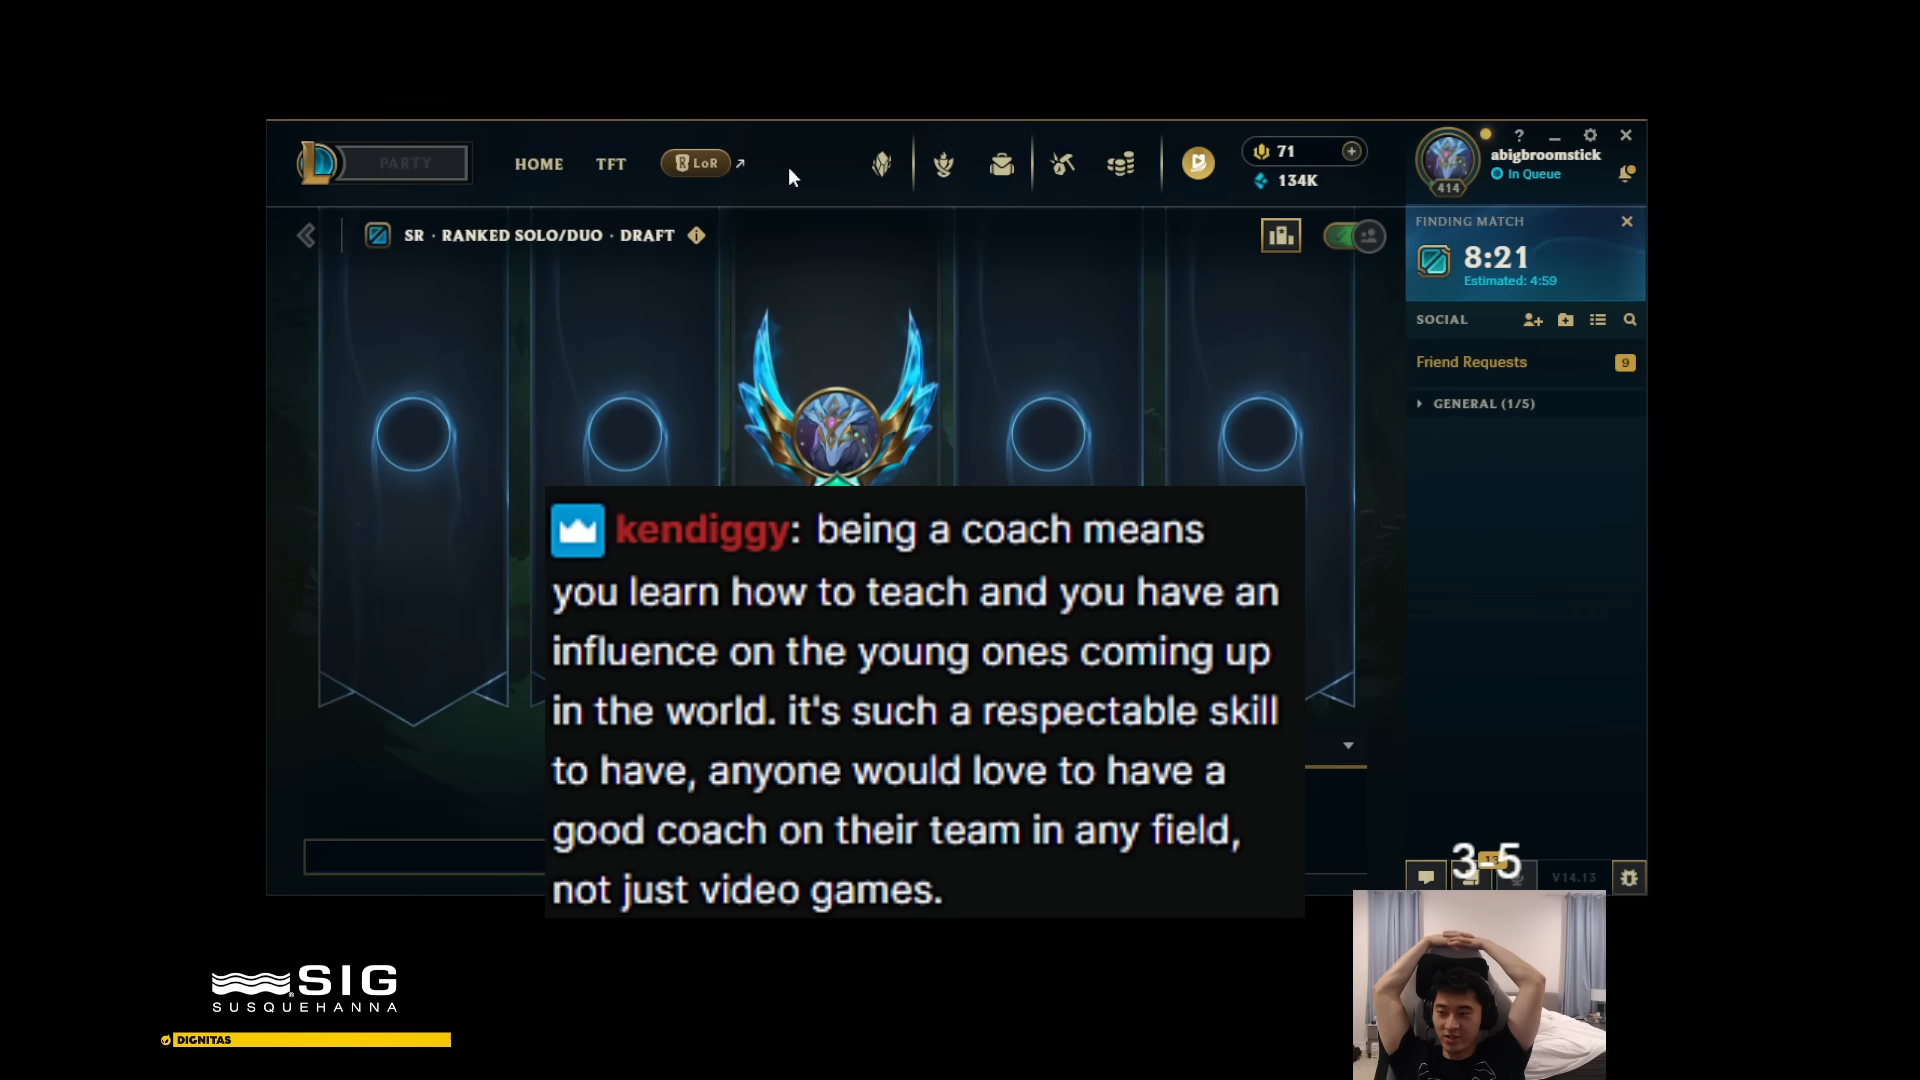 PARTY
HOME
TFT
LoR
71
134K
414
abigbroomstick
In Queue
SR · RANKED SOLO/DUO · DRAFT
FINDING MATCH
8:21
Estimated: 4:59
SOCIAL
Friend Requests
9
GENERAL (1/5)
kendiggy: being a coach means
you learn how to teach and you have an
influence on the young ones coming up
in the world. it's such a respectable skill
to have, anyone would love to have a
good coach on their team in any field,
not just video games.
3-5
V14.13
SIG
SUSQUEHANNA
DIGNITAS